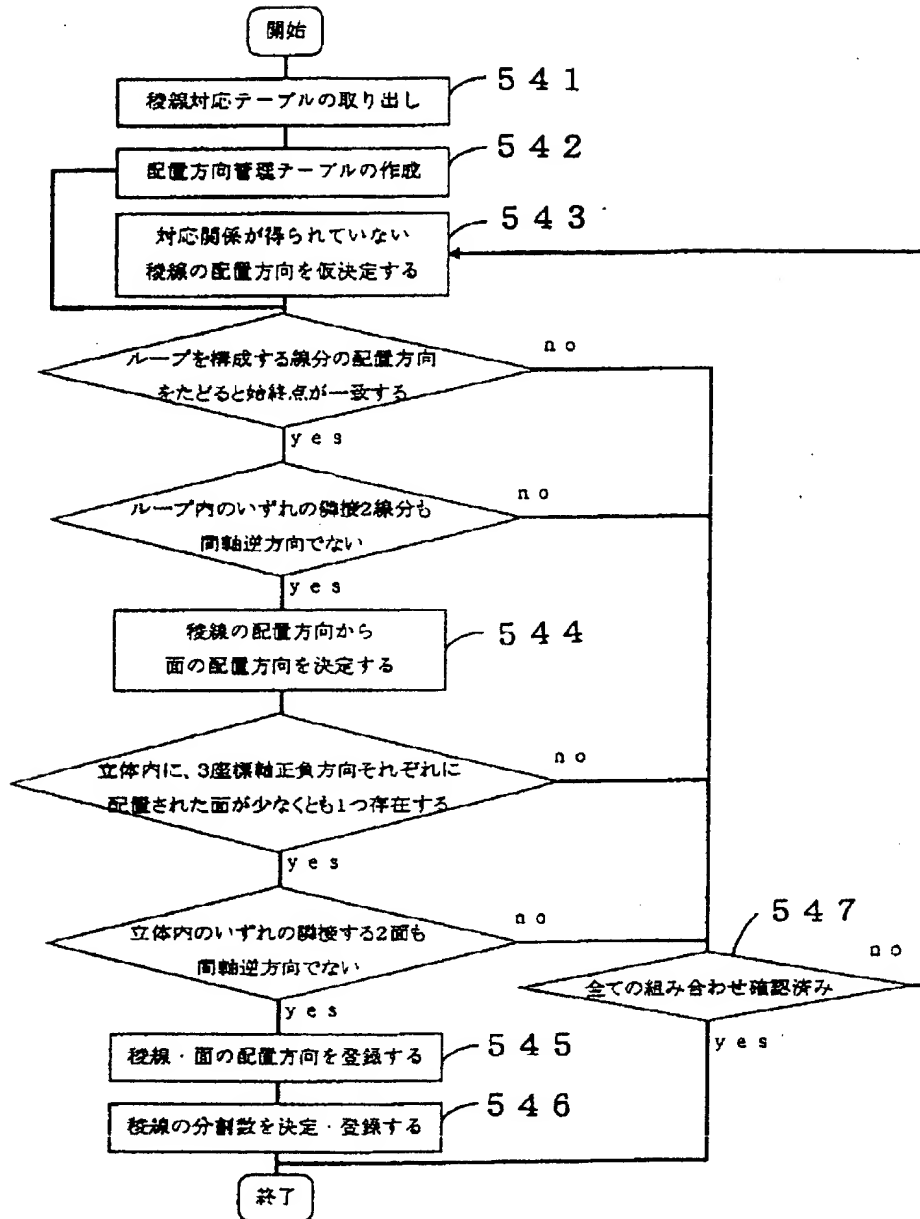 開始
稜線対応テーブルの取り出し
541
配置方向管理テーブルの作成
542
対応関係が得られていない
稜線の配置方向を仮決定する
543
ループを構成する線分の配置方向
をたどると始終点が一致する
no
yes
ループ内のいずれの隣接2線分も
同軸逆方向でない
no
yes
稜線の配置方向から
面の配置方向を決定する
544
立体内に、3座標軸正負方向それぞれに
配置された面が少なくとも1つ存在する
no
yes
立体内のいずれの隣接する2面も
同軸逆方向でない
no
yes
547
全ての組み合わせ確認済み
no
yes
稜線・面の配置方向を登録する
545
稜線の分割数を決定・登録する
546
終了